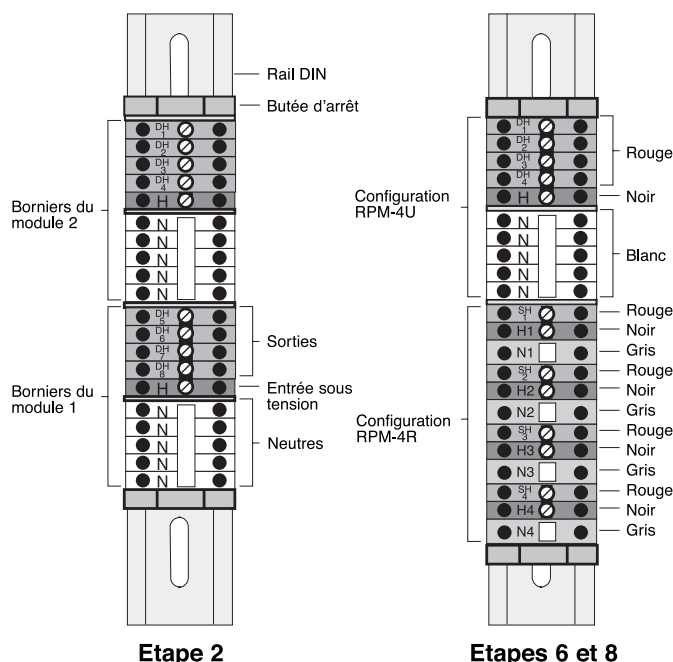 Rail DIN
Butée d'arrêt
DH
1
DH
2
DH
3
DH
4
H
N
N
N
N
N
Borniers du
module 2
DH
5
DH
6
DH
7
DH
8
H
N
N
N
N
N
Borniers du
module 1
Sorties
Entrée sous
tension
Neutres
Etape 2
DH
1
DH
2
DH
3
DH
4
H
N
N
N
N
N
Configuration
RPM-4U
Rouge
Noir
Blanc
SH
1
Rouge
H1
Noir
N1
Gris
SH
2
Rouge
H2
Noir
N2
Gris
SH
3
Rouge
H3
Noir
N3
Gris
SH
4
Rouge
H4
Noir
N4
Gris
Configuration
RPM-4R
Etapes 6 et 8